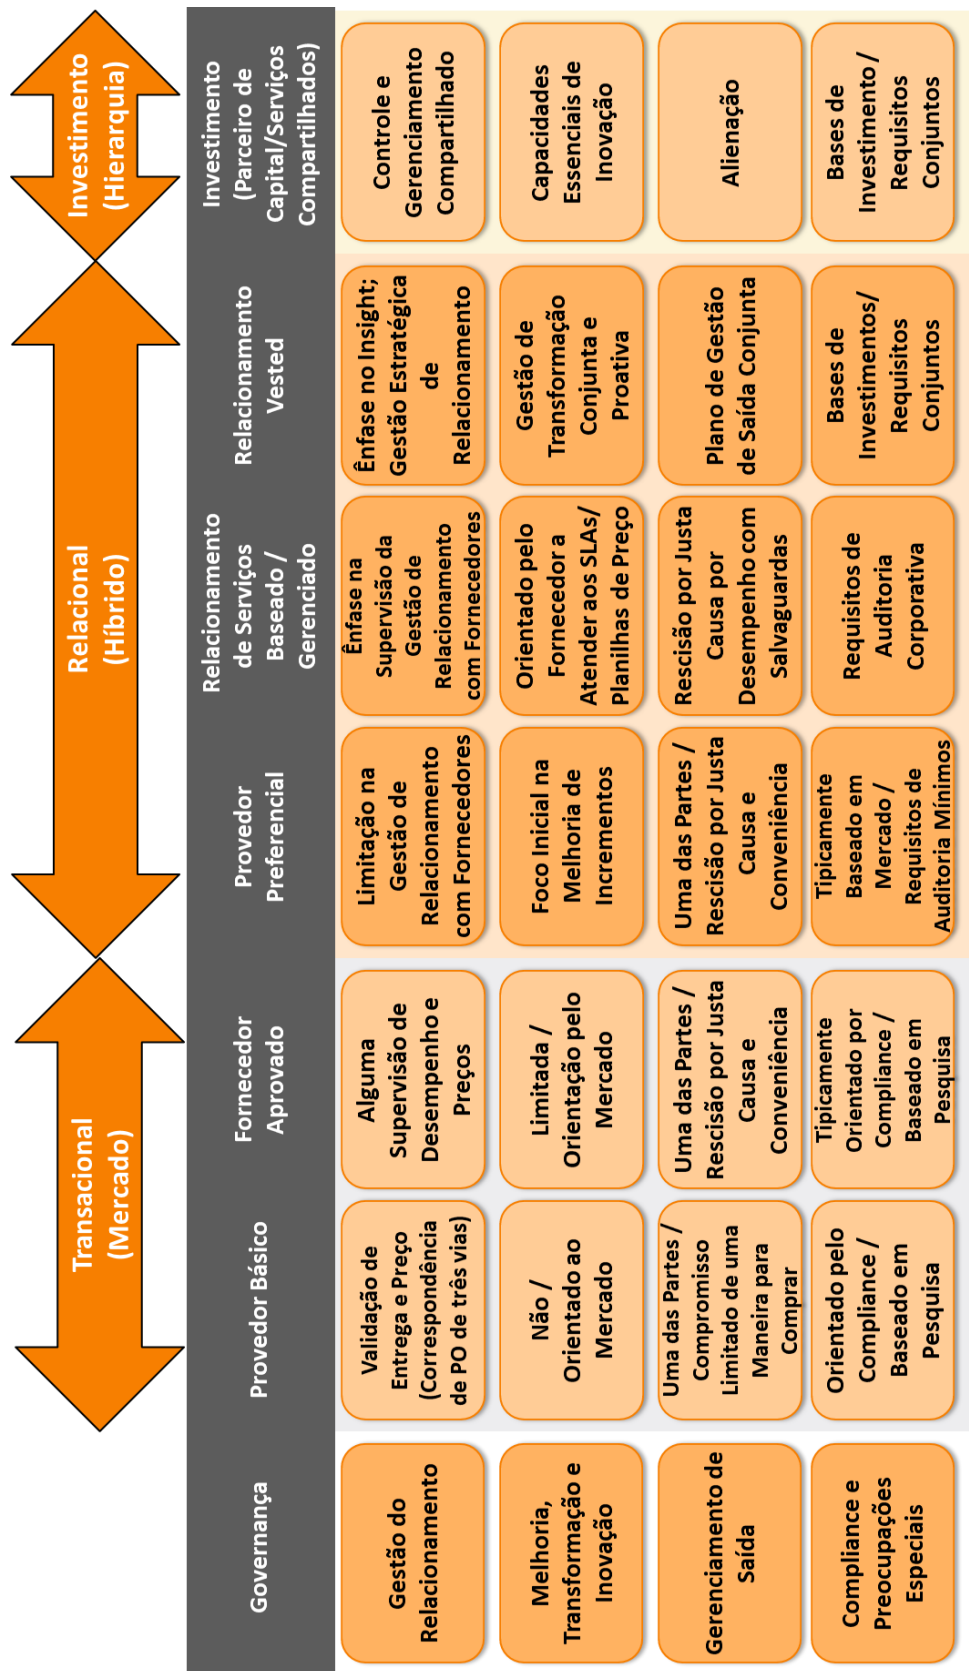 Transacional
(Mercado)
Relacional
(Híbrido)
Investimento
(Hierarquia)
Governança
Provedor Básico
Fornecedor
Aprovado
Provedor
Preferencial
Relacionamento
de Serviços
Baseado /
Gerenciado
Relacionamento
Vested
Investimento
(Parceiro de
Capital/Serviços
Compartilhados)
Gestão do
Relacionamento
Validação de
Entrega e Preço
(Correspondência
de PO de três vias)
Alguma
Supervisão de
Desempenho e
Preços
Limitação na
Gestão de
Relacionamento
com Fornecedores
Ênfase na
Supervisão da
Gestão de
Relacionamento
com Fornecedores
Ênfase no Insight;
Gestão Estratégica
de
Relacionamento
Controle e
Gerenciamento
Compartilhado
Melhoria,
Transformação e
Inovação
Não /
Orientado ao
Mercado
Limitada /
Orientação pelo
Mercado
Foco Inicial na
Melhoria de
Incrementos
Orientado pelo
Fornecedor a
Atender aos SLAs/
Planilhas de Preço
Gestão de
Transformação
Conjunta e
Proativa
Capacidades
Essenciais de
Inovação
Gerenciamento de
Saída
Uma das Partes /
Compromisso
Limitado de uma
Maneira para
Comprar
Uma das Partes /
Rescisão por Justa
Causa e
Conveniência
Uma das Partes /
Rescisão por Justa
Causa e
Conveniência
Rescisão por Justa
Causa por
Desempenho com
Salvaguardas
Plano de Gestão
de Saída Conjunta
Alienação
Compliance e
Preocupações
Especiais
Orientado pelo
Compliance /
Baseado em
Pesquisa
Tipicamente
Orientado por
Compliance /
Baseado em
Pesquisa
Tipicamente
Baseado em
Mercado /
Requisitos de
Auditoria Mínimos
Requisitos de
Auditoria
Corporativa
Bases de
Investimentos/
Requisitos
Conjuntos
Bases de
Investimento /
Requisitos
Conjuntos